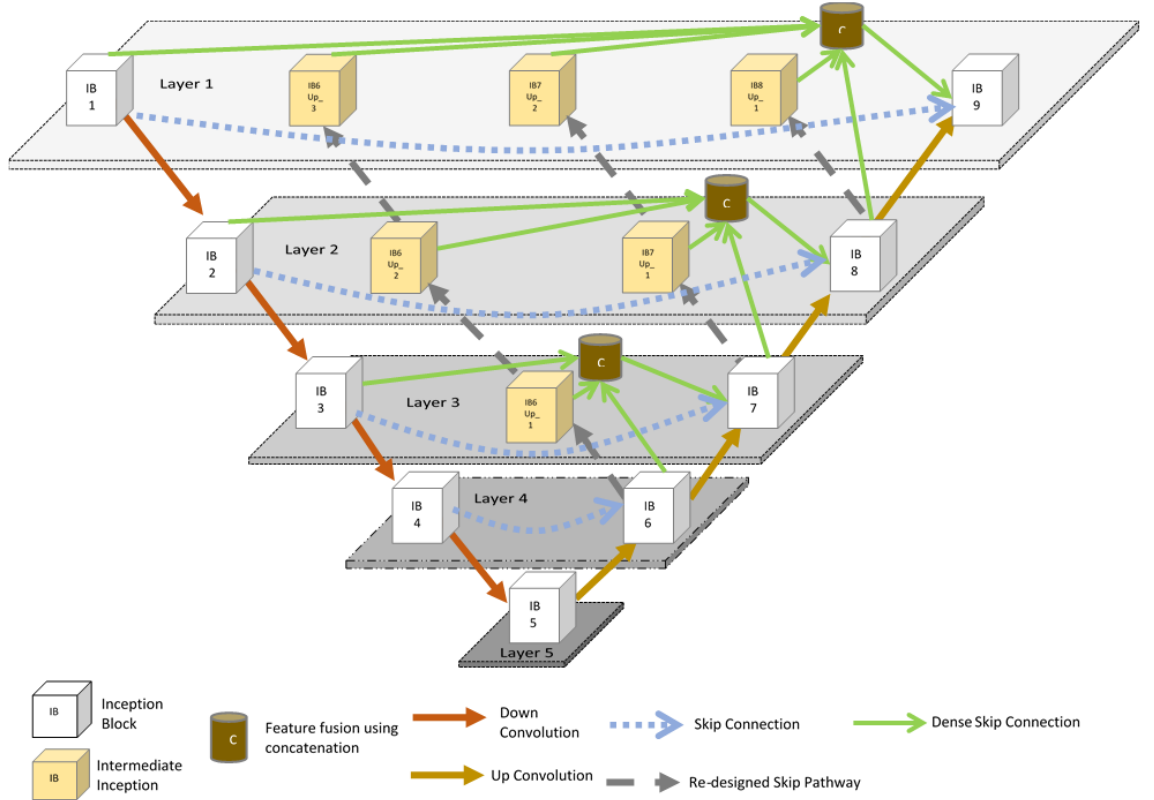 C
IB
1
Layer 1
IB6
Up_
3
IB7
Up_
2
IB8
Up_
1
IB
9
C
IB
2
Layer 2
IB6
Up_
2
IB7
Up_
1
IB
8
C
IB
3
Layer 3
IB6
Up_
1
IB
7
IB
4
Layer 4
IB
6
IB
5
Layer 5
IB
Inception
Block
C
Feature fusion using
concatenation
Down
Convolution
Skip Connection
Dense Skip Connection
IB
Intermediate
Inception
Up Convolution
Re-designed Skip Pathway